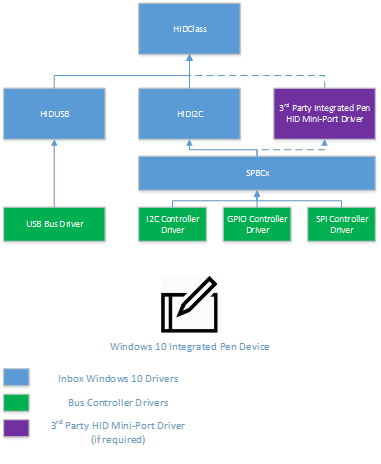 HIDClass
HIDUSB
HIDI2C
3rd Party Integrated Pen
HID Mini-Port Driver
SPBCx
USB Bus Driver
I2C Controller
Driver
GPIO Controller
Driver
SPI Controller
Driver
Windows 10 Integrated Pen Device
Inbox Windows 10 Drivers
Bus Controller Drivers
3rd Party HID Mini-Port Driver
(if required)